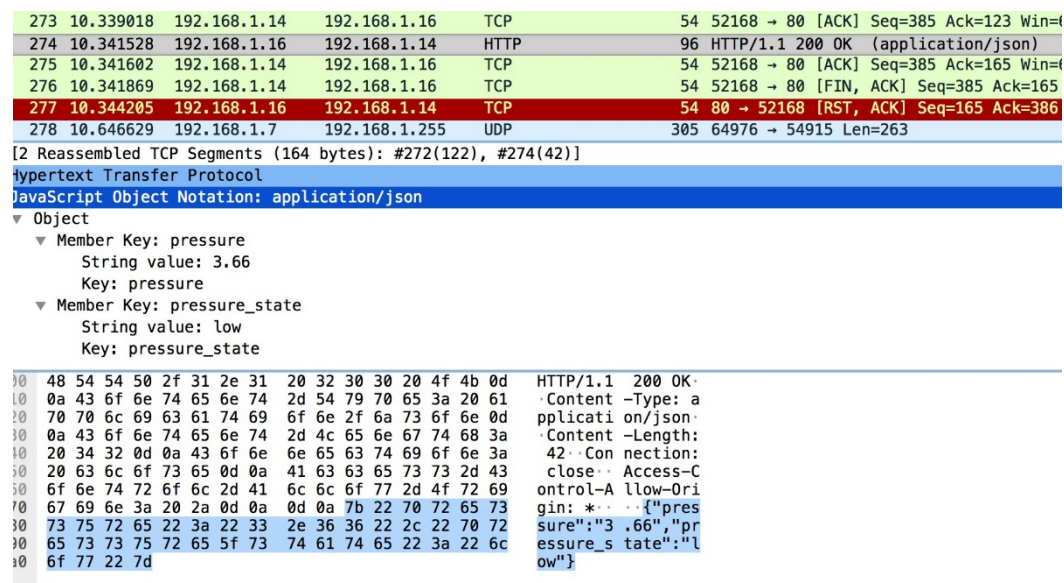 273 10.339018 192.168.1.14 192.168.1.16 TCP 54 52168 → 80 [ACK] Seq=385 Ack=123 Win=6
274 10.341528 192.168.1.16 192.168.1.14 HTTP 96 HTTP/1.1 200 OK (application/json)
275 10.341602 192.168.1.14 192.168.1.16 TCP 54 52168 → 80 [ACK] Seq=385 Ack=165 Win=6
276 10.341869 192.168.1.14 192.168.1.16 TCP 54 52168 → 80 [FIN, ACK] Seq=385 Ack=165
277 10.344205 192.168.1.16 192.168.1.14 TCP 54 80 → 52168 [RST, ACK] Seq=165 Ack=386
278 10.646629 192.168.1.7 192.168.1.255 UDP 305 64976 → 54915 Len=263
[2 Reassembled TCP Segments (164 bytes): #272(122), #274(42)]
Hypertext Transfer Protocol
JavaScript Object Notation: application/json
Object
Member Key: pressure
String value: 3.66
Key: pressure
Member Key: pressure_state
String value: low
Key: pressure_state
00 48 54 54 50 2f 31 2e 31 20 32 30 30 20 4f 4b 0d HTTP/1.1 200 OK·
10 0a 43 6f 6e 74 65 6e 74 2d 54 79 70 65 3a 20 61 ·Content -Type: a
20 70 70 6c 69 63 61 74 69 6f 6e 2f 6a 73 6f 6e 0d pplicati on/json·
30 0a 43 6f 6e 74 65 6e 74 2d 4c 65 6e 67 74 68 3a ·Content -Length:
40 20 34 32 0d 0a 43 6f 6e 6e 65 63 74 69 6f 6e 3a 42··Con nection:
50 20 63 6c 6f 73 65 0d 0a 41 63 63 65 73 73 2d 43 close·· Access-C
60 6f 6e 74 72 6f 6c 2d 41 6c 6c 6f 77 2d 4f 72 69 ontrol-A llow-Ori
70 67 69 6e 3a 20 2a 0d 0a 0d 0a 7b 22 70 72 65 73 gin: *·· ··{"pres
80 73 75 72 65 22 3a 22 33 2e 36 36 22 2c 22 70 72 sure":"3 .66","pr
90 65 73 73 75 72 65 5f 73 74 61 74 65 22 3a 22 6c essure_s tate":"l
a0 6f 77 22 7d ow"}